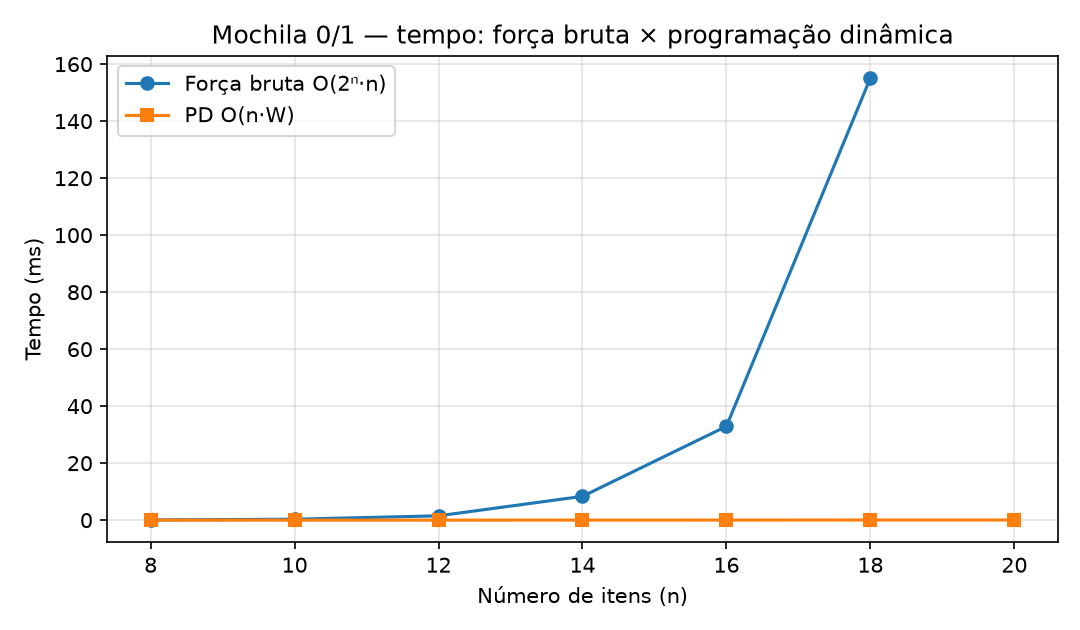 Mochila 0/1 — tempo: força bruta × programação dinâmica
Força bruta O(2ⁿ·n)
PD O(n·W)
Tempo (ms)
160
140
120
100
80
60
40
20
0
8 10 12 14 16 18 20
Número de itens (n)